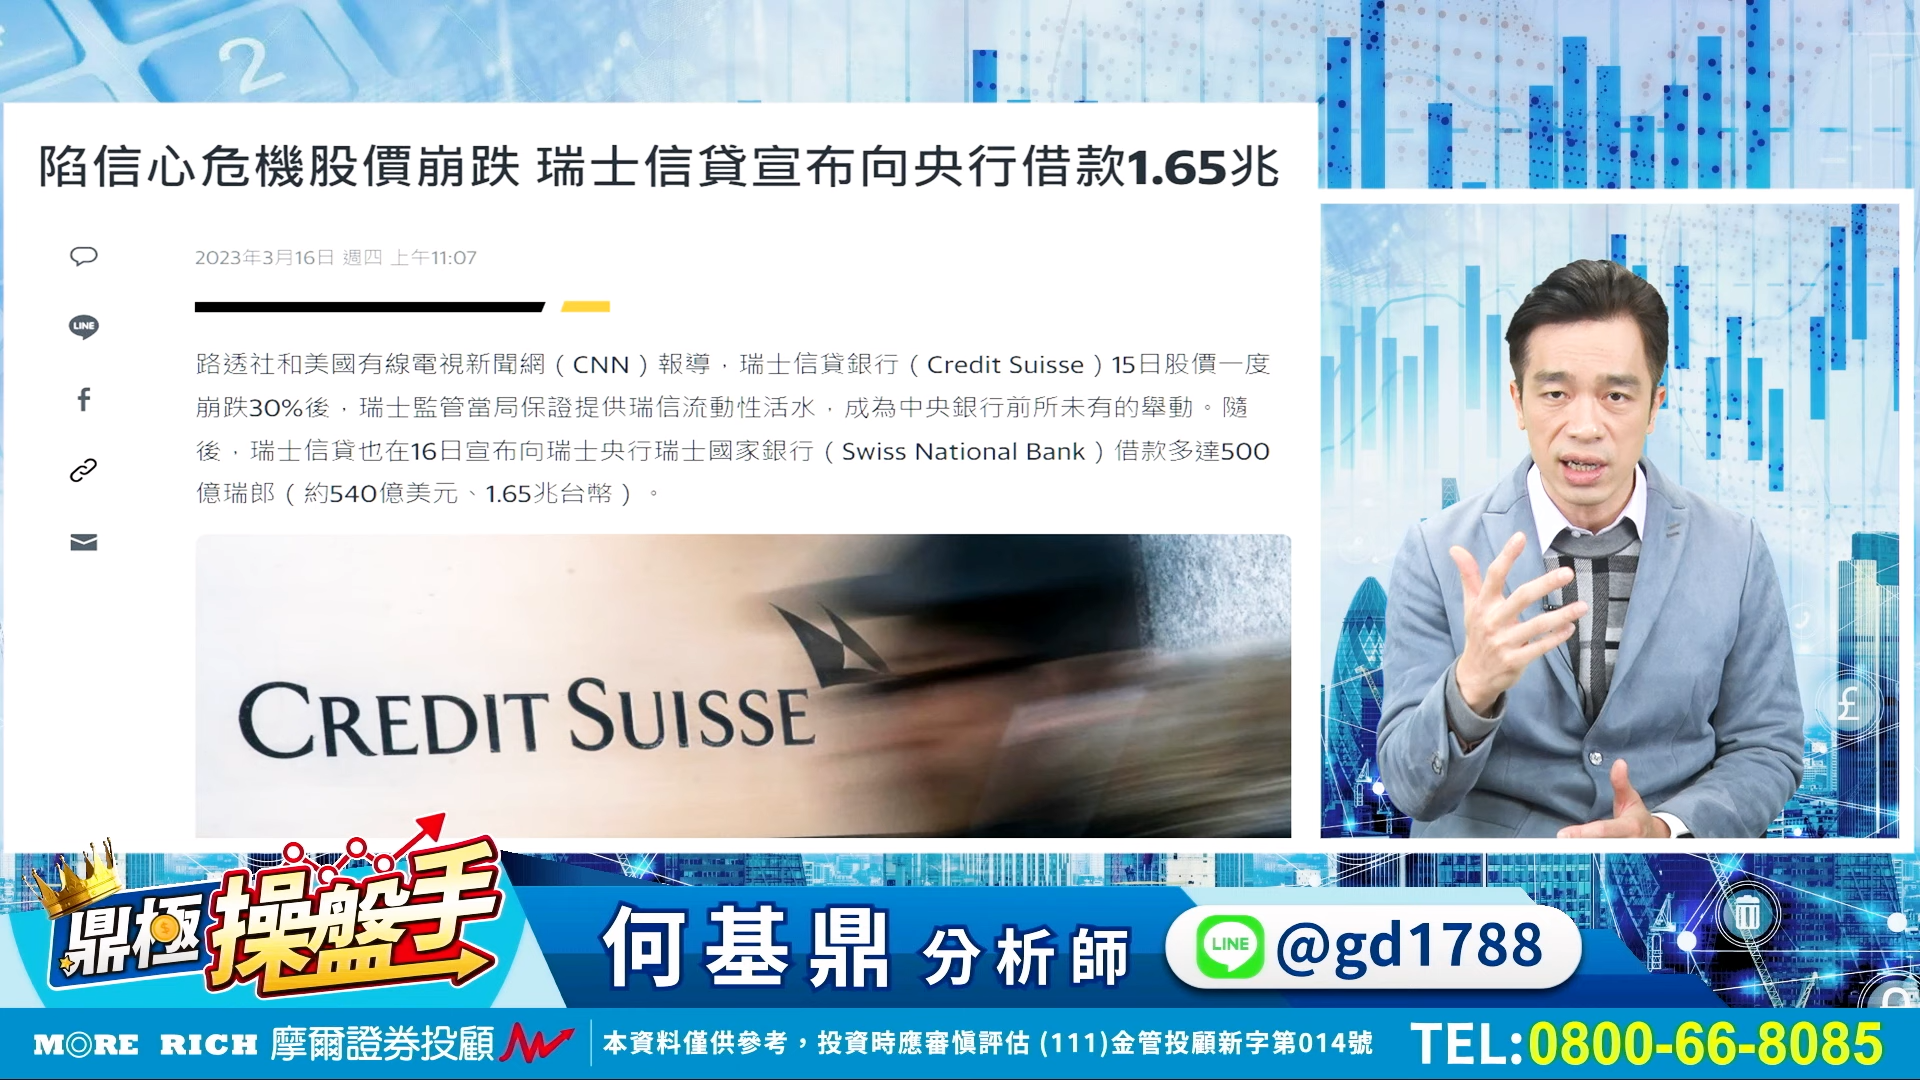 2
陷信心危機股價崩跌 瑞士信貸宣布向央行借款1.65兆
2023年3月16日 週四 上午11:07
LINE
路透社和美國有線電視新聞網（CNN）報導，瑞士信貸銀行（Credit Suisse）15日股價一度
崩跌30%後，瑞士監管當局保證提供瑞信流動性活水，成為中央銀行前所未有的舉動。隨
後，瑞士信貸也在16日宣布向瑞士央行瑞士國家銀行（Swiss National Bank）借款多達500
億瑞郎（約540億美元、1.65兆台幣）。
CREDIT SUISSE
£
鼎極操盤手
何基鼎 分析師
LINE @gd1788
MORE RICH 摩爾證券投顧
本資料僅供參考，投資時應審慎評估 (111)金管投顧新字第014號
TEL:0800-66-8085